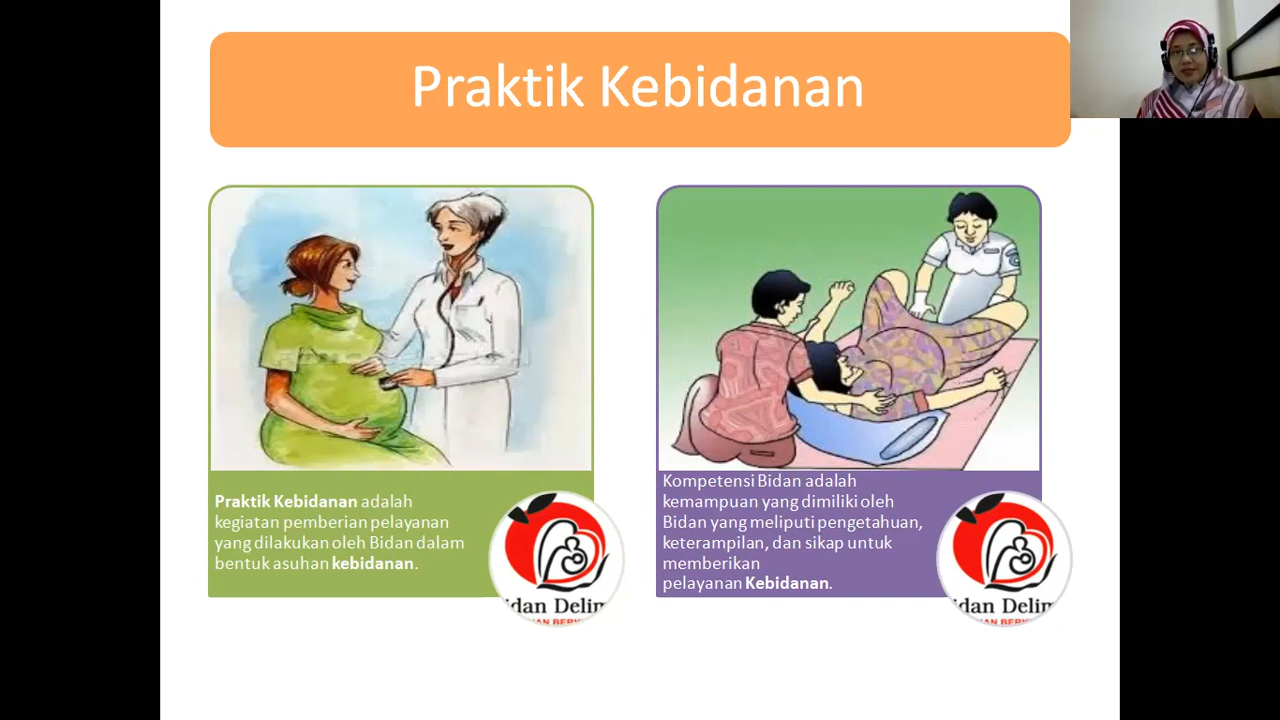 Praktik Kebidanan
Praktik Kebidanan adalah
kegiatan pemberian pelayanan
yang dilakukan oleh Bidan dalam
bentuk asuhan kebidanan.
Kompetensi Bidan adalah
kemampuan yang dimiliki oleh
Bidan yang meliputi pengetahuan,
keterampilan, dan sikap untuk
memberikan
pelayanan Kebidanan.